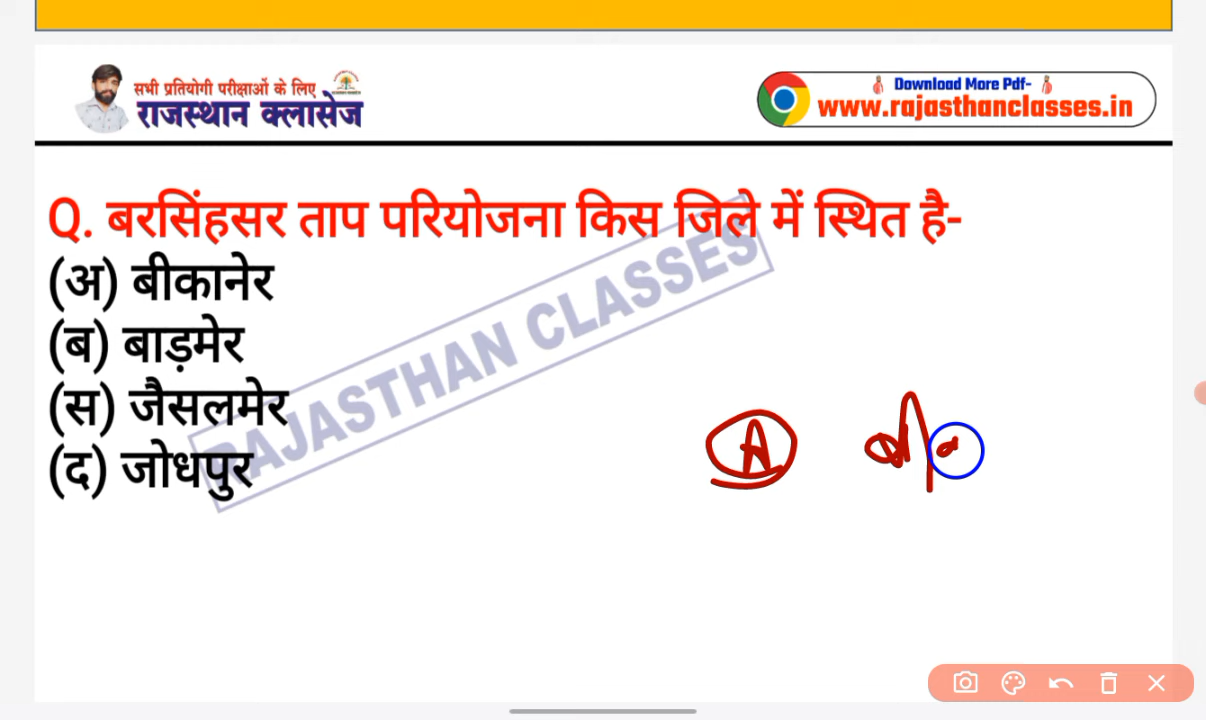 सभी प्रतियोगी परीक्षाओं के लिए
राजस्थान क्लासेज
Download More Pdf-
www.rajasthanclasses.in
Q. बरसिंहसर ताप परियोजना किस जिले में स्थित है-
(अ) बीकानेर
(ब) बाड़मेर
(स) जैसलमेर
(द) जोधपुर
RAJASTHAN CLASSES
A